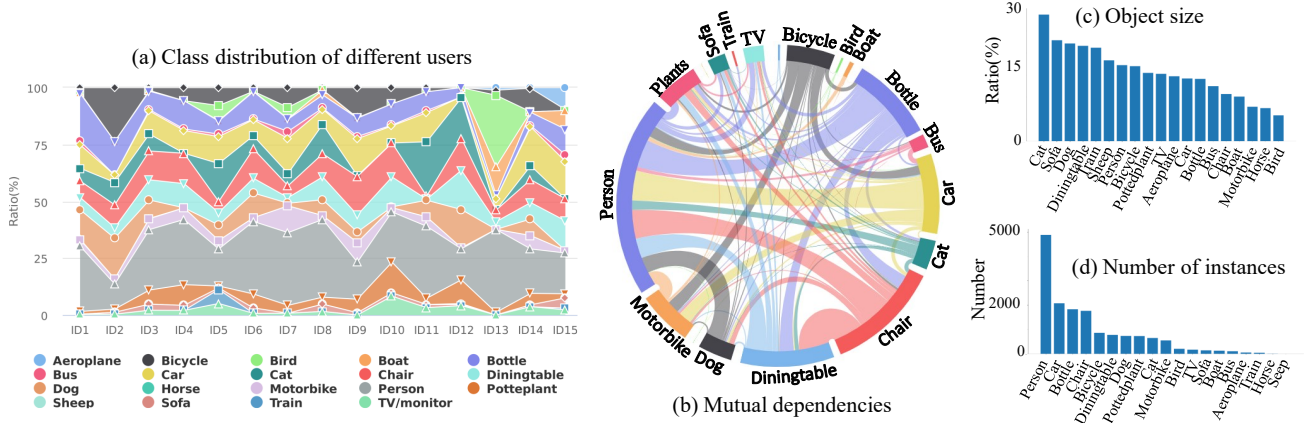 (a) Class distribution of different users
Ratio(%)
100
75
50
25
0
ID1 ID2 ID3 ID4 ID5 ID6 ID7 ID8 ID9 ID10 ID11 ID12 ID13 ID14 ID15
Aeroplane Bicycle Bird Boat Bottle
Bus Car Cat Chair Diningtable
Dog Horse Motorbike Person Potteplant
Sheep Sofa Train TV/monitor
Plants
Sofa
Train
TV
Bicycle
Bird
Boat
Bottle
Bus
Car
Cat
Chair
Diningtable
Dog
Motorbike
Person
(b) Mutual dependencies
(c) Object size
Ratio(%)
30
15
0
Cat
Sofa
Dog
Diningtable
Train
Sheep
Person
Bicycle
Pottedplant
TV
Aeroplane
Car
Bottle
Bus
Chair
Boat
Motorbike
Horse
Bird
(d) Number of instances
Number
5000
2000
0
Person
Car
Bottle
Chair
Bicycle
Diningtable
Dog
Pottedplant
Cat
Motorbike
Bird
TV
Sofa
Boat
Bus
Aeroplane
Train
Horse
Seep